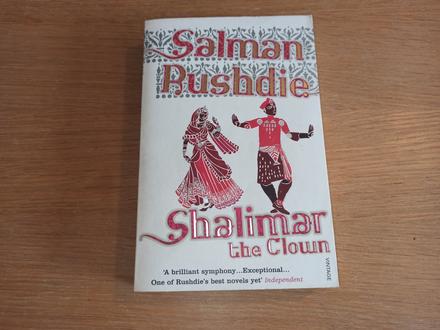 Salman
Rushdie
Shalimar
the Clown
'A brilliant symphony...Exceptional...
One of Rushdie's best novels yet' Independent
VINTAGE